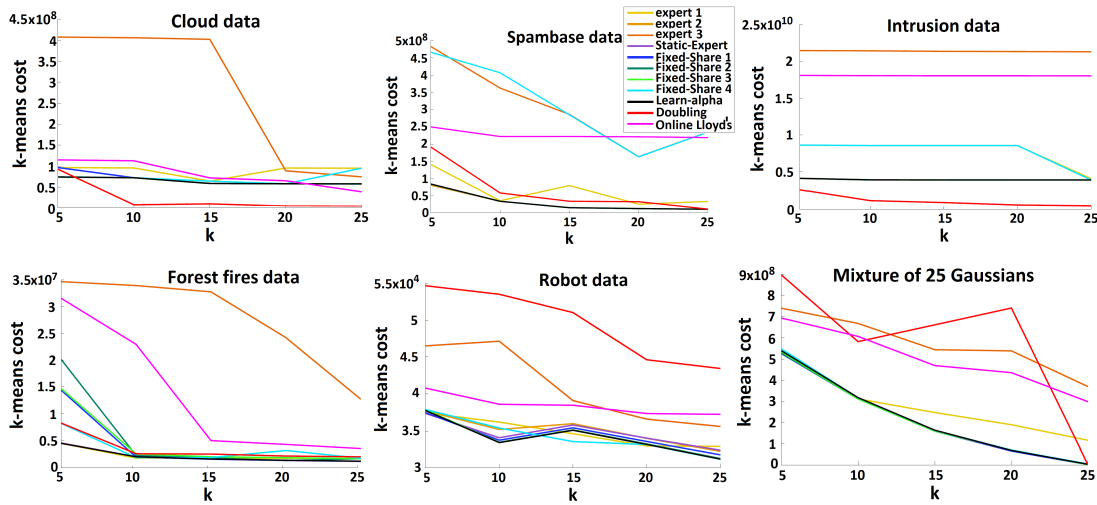 Cloud data
4.5x10⁸
4
3.5
3
2.5
2
1.5
1
0.5
0
5
10
15
20
25
k-means cost
k
Spambase data
5x10⁸
4.5
4
3.5
3
2.5
2
1.5
1
0.5
0
5
10
15
20
25
k-means cost
k
expert 1
expert 2
expert 3
Static-Expert
Fixed-Share 1
Fixed-Share 2
Fixed-Share 3
Fixed-Share 4
Learn-alpha
Doubling
Online Lloyd's
Intrusion data
2.5x10¹⁰
2
1.5
1
0.5
0
5
10
15
20
25
k-means cost
k
Forest fires data
3.5x10⁷
3
2.5
2
1.5
1
0.5
0
5
10
15
20
25
k-means cost
k
Robot data
5.5x10⁴
5
4.5
4
3.5
3
5
10
15
20
25
k-means cost
k
Mixture of 25 Gaussians
9x10⁸
8
7
6
5
4
3
2
1
0
5
10
15
20
25
k-means cost
k